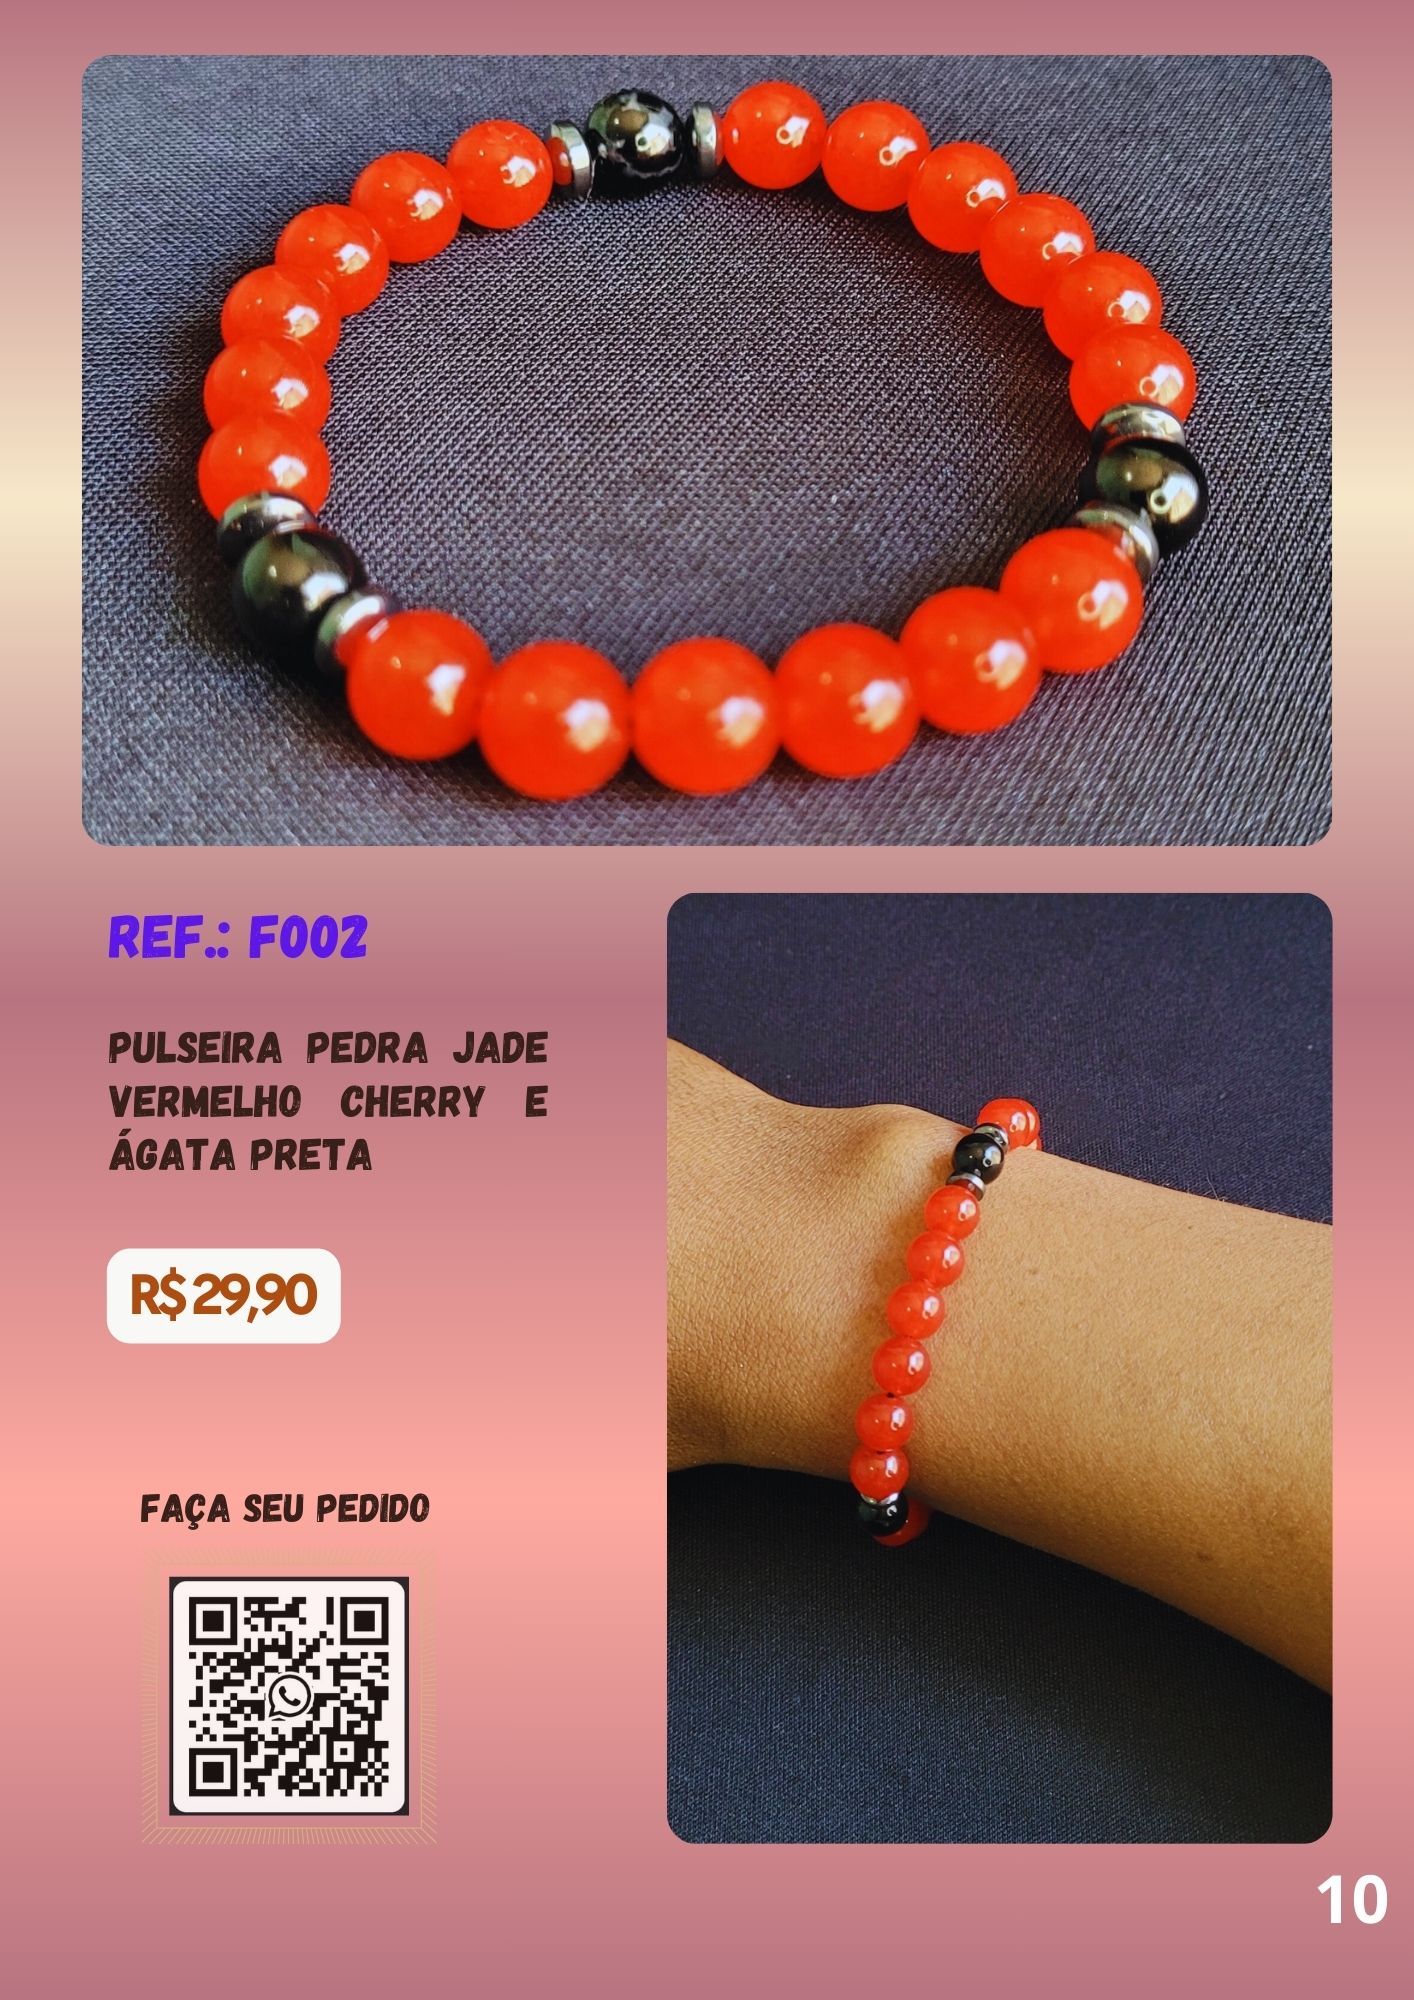 REF.: F002
PULSEIRA PEDRA JADE
VERMELHO CHERRY E
ÁGATA PRETA
R$ 29,90
FAÇA SEU PEDIDO
10